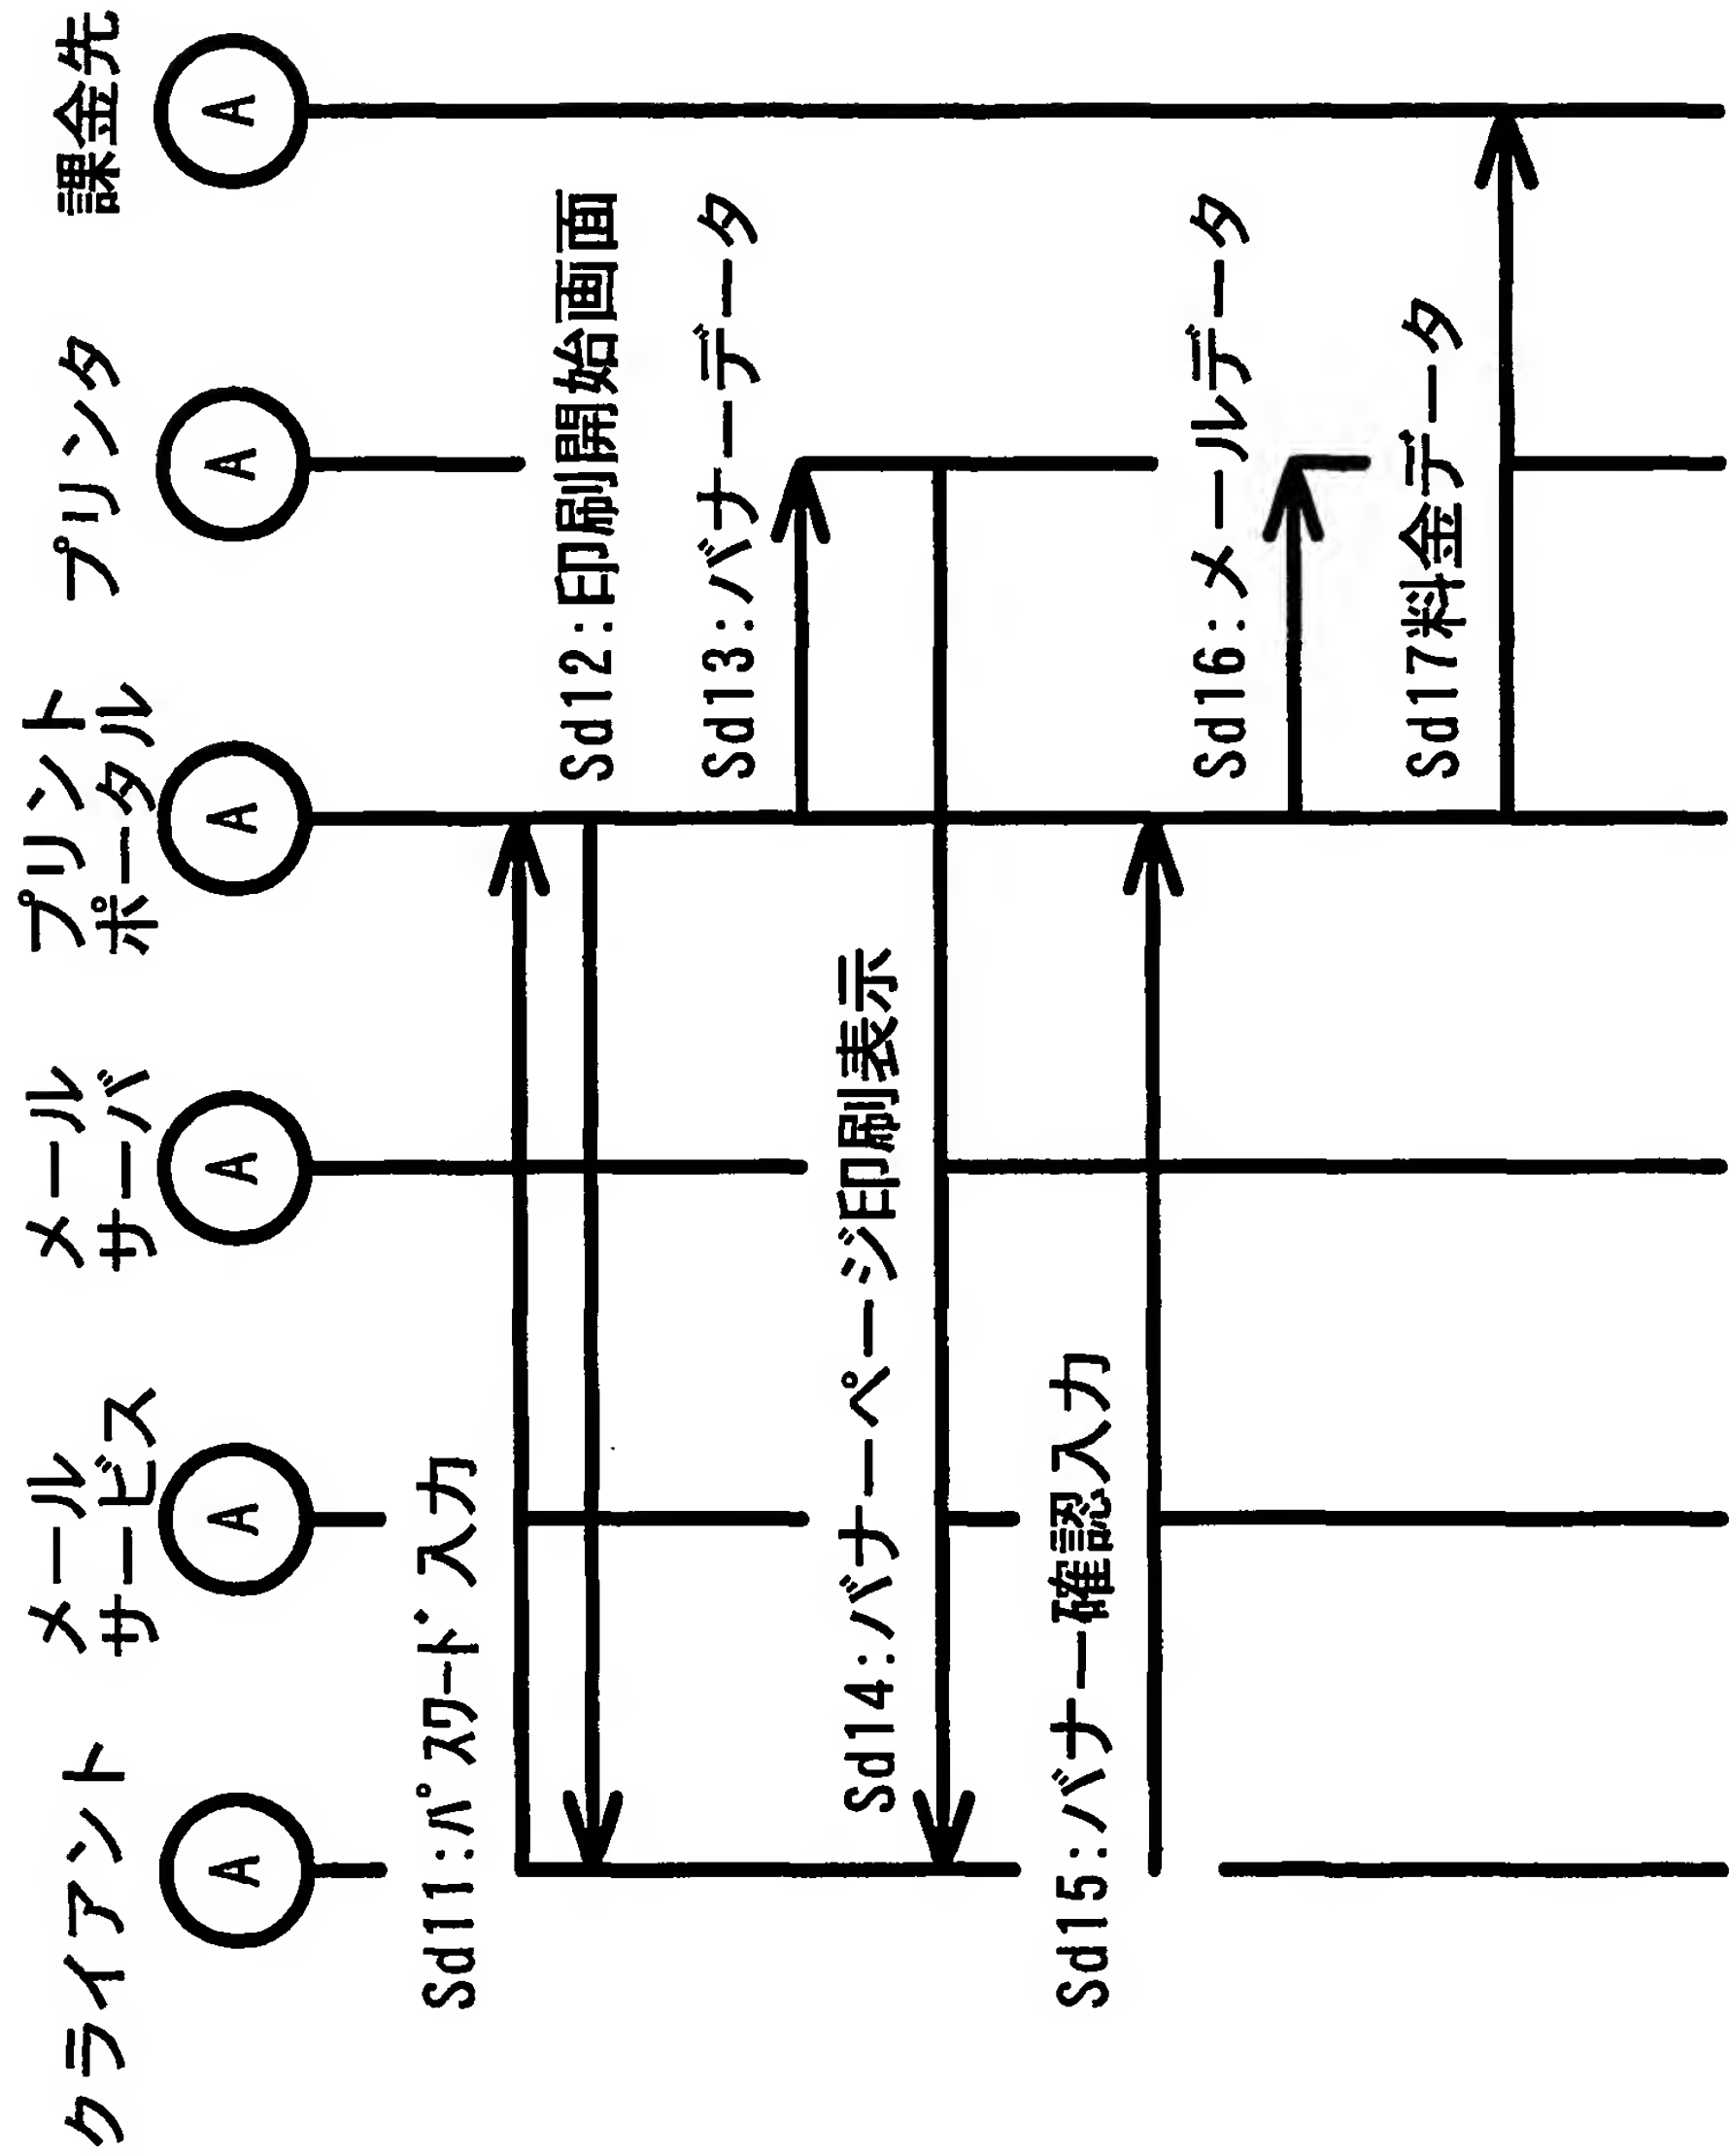 クライアント
メール
サービス
メール
サーバ
プリント
ポータル
プリンタ
課金先
A
A
A
A
A
A
Sd11:ﾊﾟｽﾜｰﾄﾞ入力
Sd12:印刷開始画面
Sd13:バナーデータ
Sd14:バナーページ印刷表示
Sd15:バナー確認入力
Sd16:メールデータ
Sd17料金データ